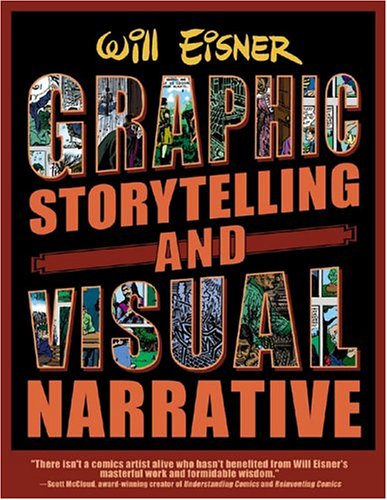 Will Eisner
GRAPHIC
STORYTELLING
AND
VISUAL
NARRATIVE
"There isn't a comics artist alive who hasn't benefited from Will Eisner's
masterful work and formidable wisdom."
—Scott McCloud, award-winning creator of Understanding Comics and Reinventing Comics